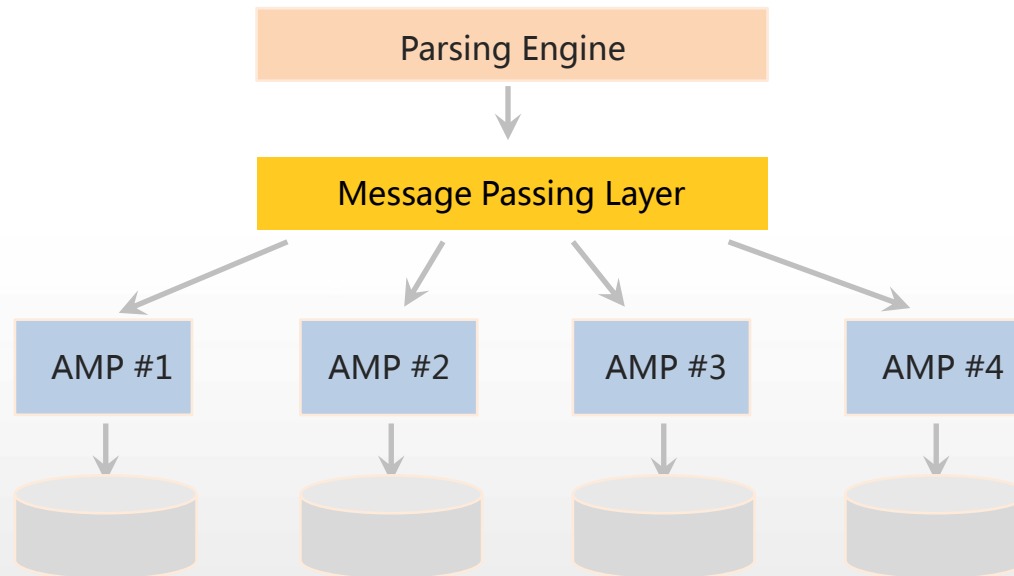 Parsing Engine
Message Passing Layer
AMP #1
AMP #2
AMP #3
AMP #4